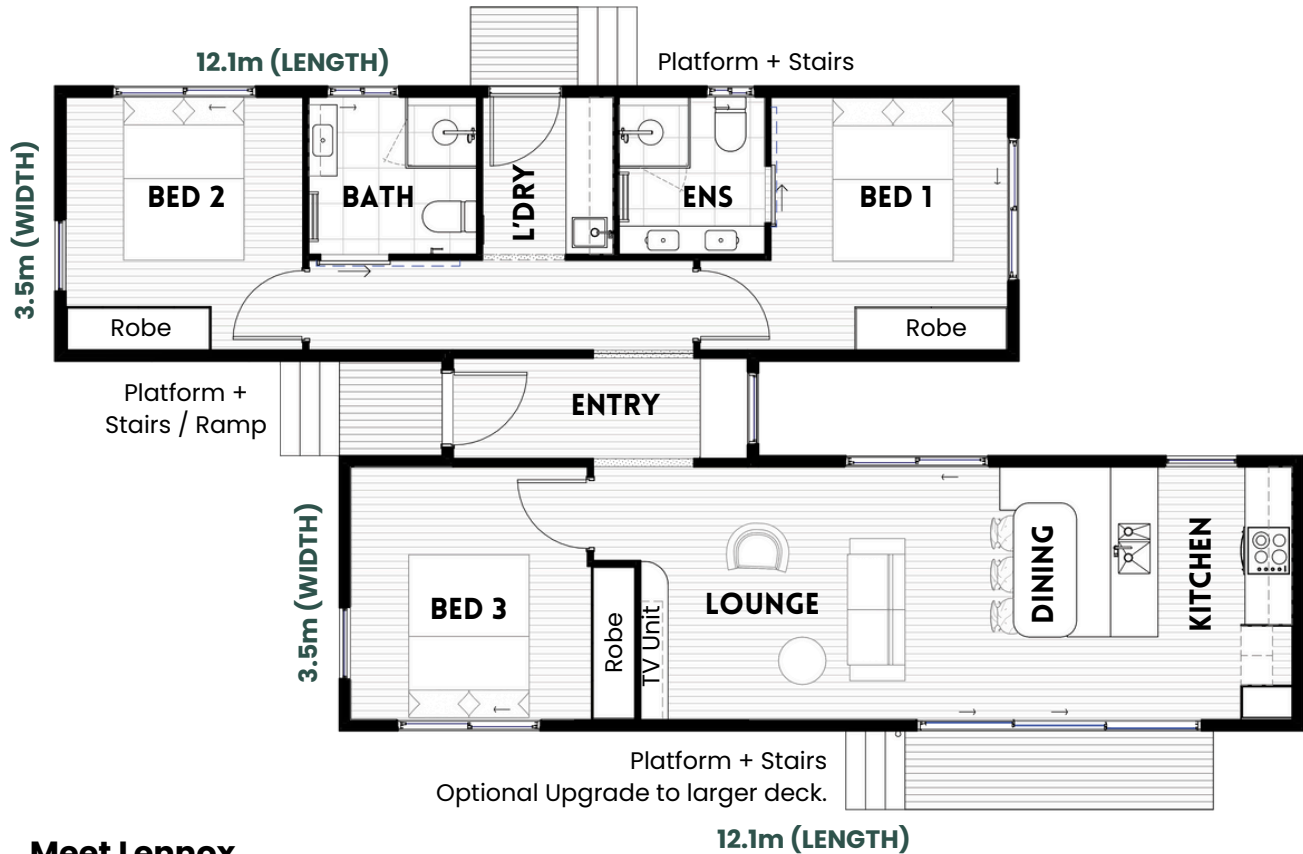 12.1m (LENGTH)
Platform + Stairs
3.5m (WIDTH)
BED 2
BATH
L'DRY
ENS
BED 1
Robe
Robe
Platform +
Stairs / Ramp
ENTRY
3.5m (WIDTH)
BED 3
Robe
TV Unit
LOUNGE
DINING
KITCHEN
Platform + Stairs
Optional Upgrade to larger deck.
12.1m (LENGTH)
Meet Lennox